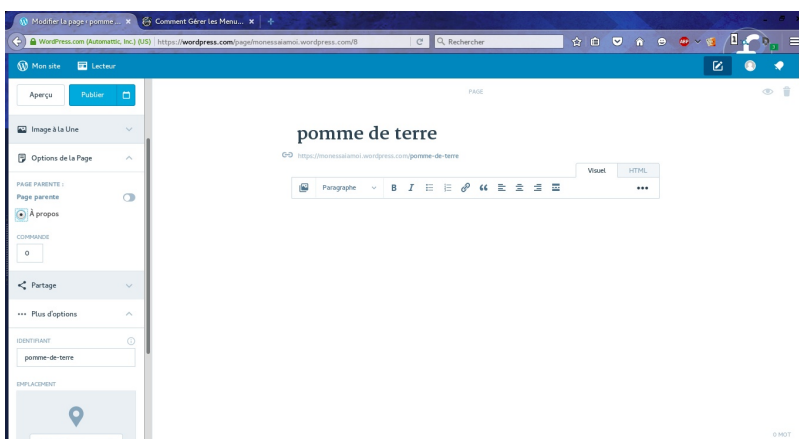 Modifier la page ‹ pomme ...
Comment Gérer les Menu...
WordPress.com (Automattic, Inc.) (US)
https://wordpress.com/page/monessaiamoi.wordpress.com/8
Rechercher
Mon site
Lecteur
Aperçu
Publier
PAGE
Image à la Une
pomme de terre
Options de la Page
https://monessaiamoi.wordpress.com/pomme-de-terre
Visuel
HTML
PAGE PARENTE :
Page parente
Paragraphe
B
I
À propos
COMMANDE
0
Partage
Plus d'options
IDENTIFIANT
pomme-de-terre
EMPLACEMENT
0 MOT